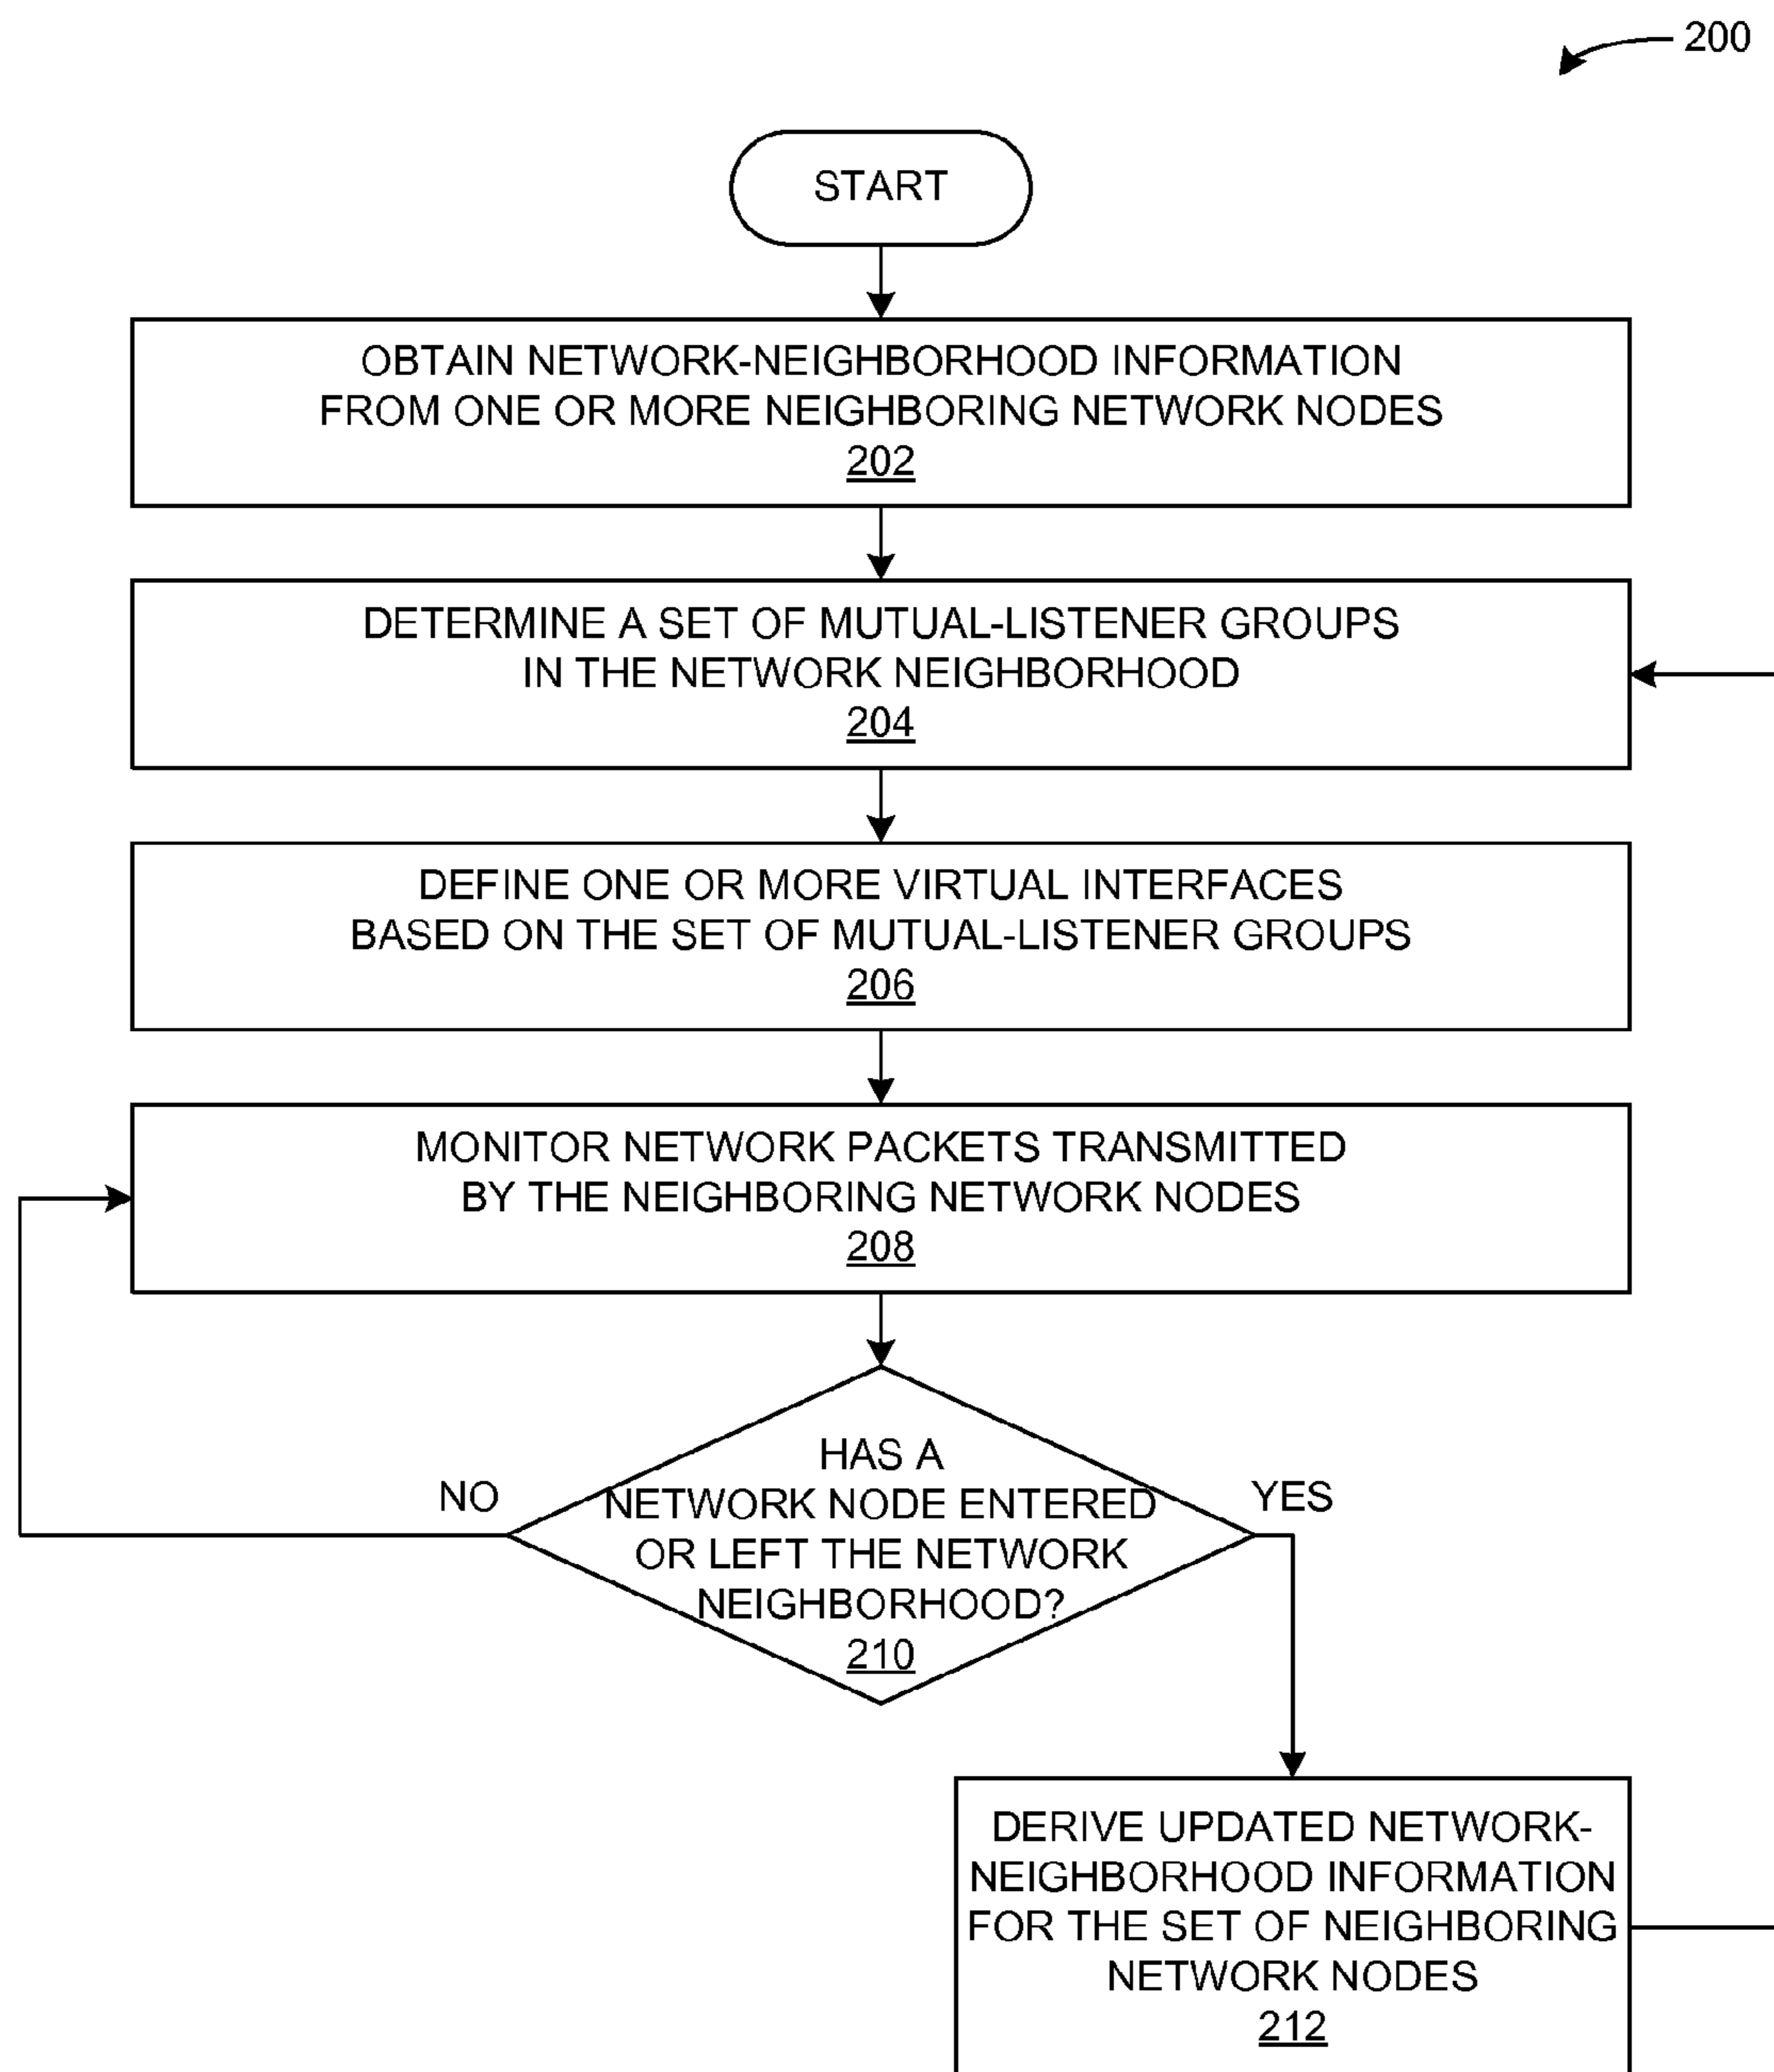 200
START
OBTAIN NETWORK-NEIGHBORHOOD INFORMATION
FROM ONE OR MORE NEIGHBORING NETWORK NODES
202
DETERMINE A SET OF MUTUAL-LISTENER GROUPS
IN THE NETWORK NEIGHBORHOOD
204
DEFINE ONE OR MORE VIRTUAL INTERFACES
BASED ON THE SET OF MUTUAL-LISTENER GROUPS
206
MONITOR NETWORK PACKETS TRANSMITTED
BY THE NEIGHBORING NETWORK NODES
208
HAS A
NETWORK NODE ENTERED
OR LEFT THE NETWORK
NEIGHBORHOOD?
210
NO
YES
DERIVE UPDATED NETWORK-
NEIGHBORHOOD INFORMATION
FOR THE SET OF NEIGHBORING
NETWORK NODES
212